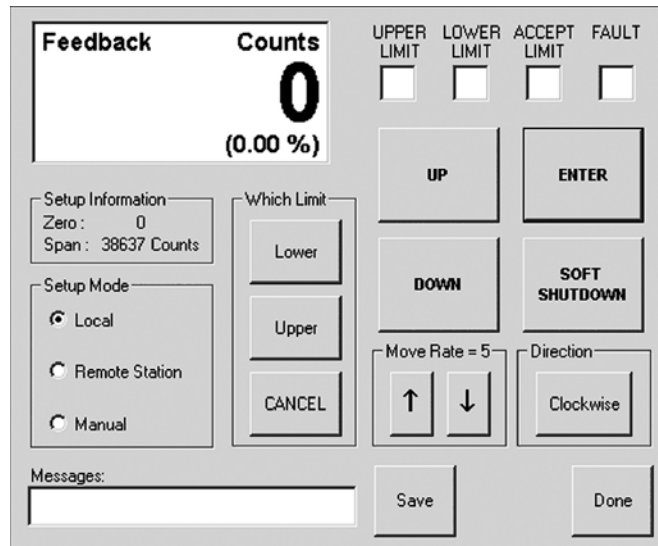 Feedback Counts
0
(0.00 %)
UPPER LIMIT
LOWER LIMIT
ACCEPT LIMIT
FAULT
UP
ENTER
Setup Information
Zero : 0
Span : 38637 Counts
Which Limit
Lower
Upper
CANCEL
DOWN
SOFT
SHUTDOWN
Setup Mode
Local
Remote Station
Manual
Move Rate = 5
↑ ↓
Direction
Clockwise
Messages:
Save
Done